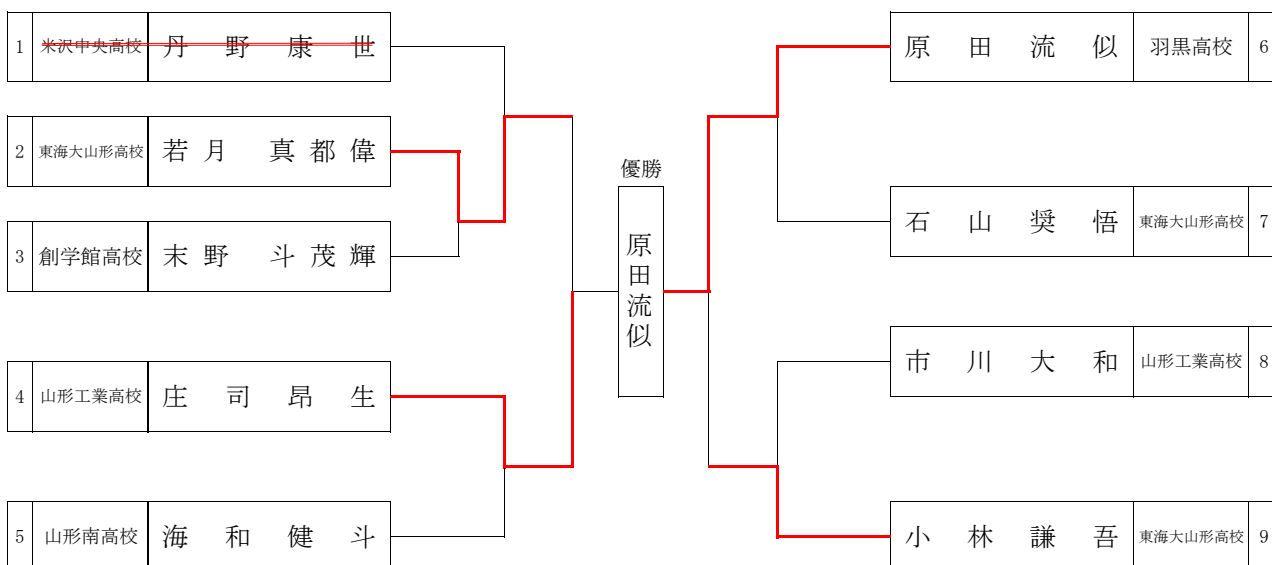 1 米沢中央高校 丹野康世
2 東海大山形高校 若月 真都偉
3 創学館高校 末野 斗茂輝
4 山形工業高校 庄司昂生
5 山形南高校 海和健斗
優勝
原田流似
原田流似 羽黒高校 6
石山奨悟 東海大山形高校 7
市川大和 山形工業高校 8
小林謙吾 東海大山形高校 9